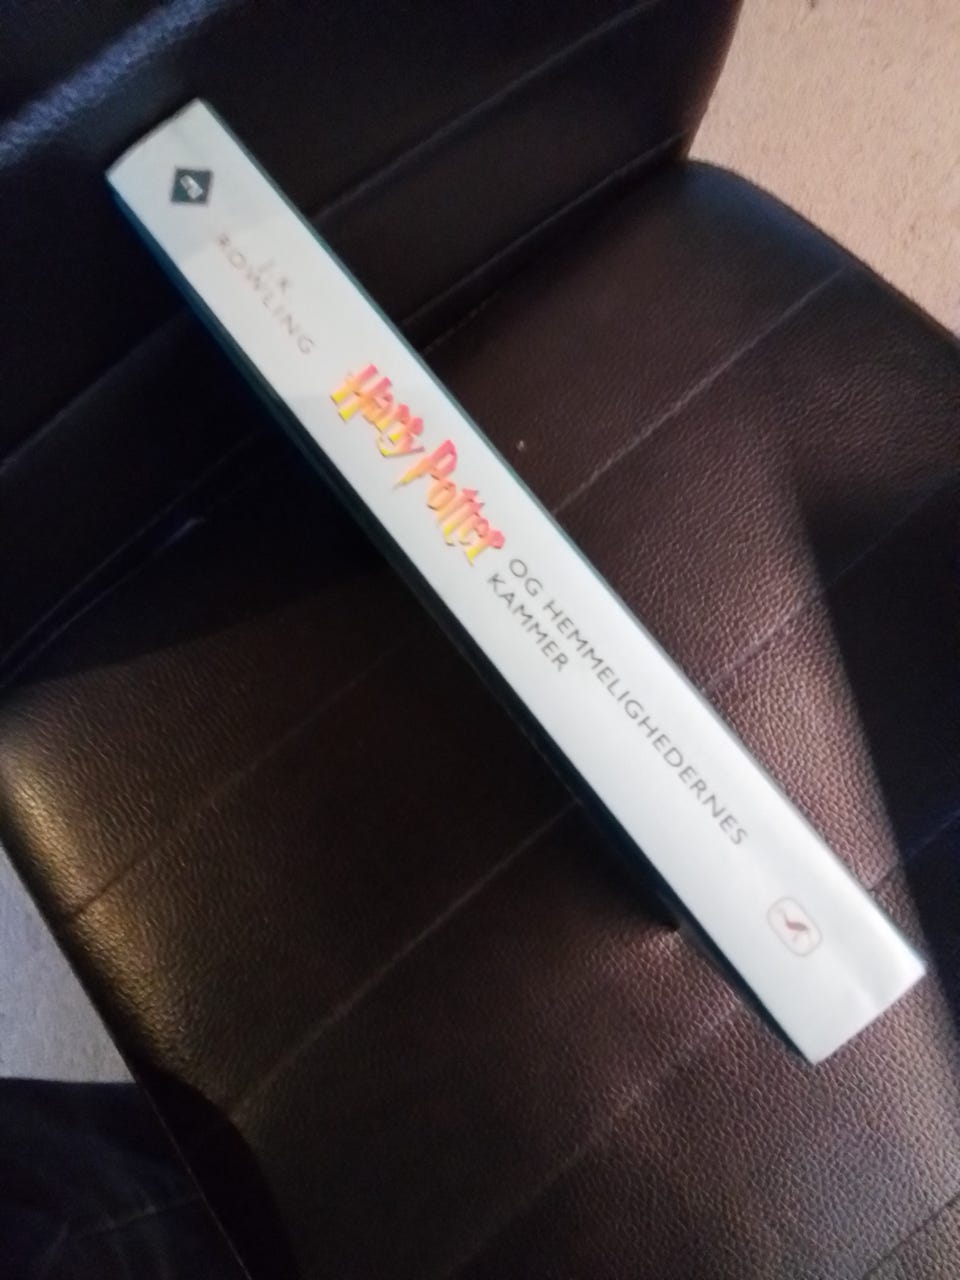 J.K.
ROWLING
Harry Potter
OG HEMMELIGHEDERNES
KAMMER